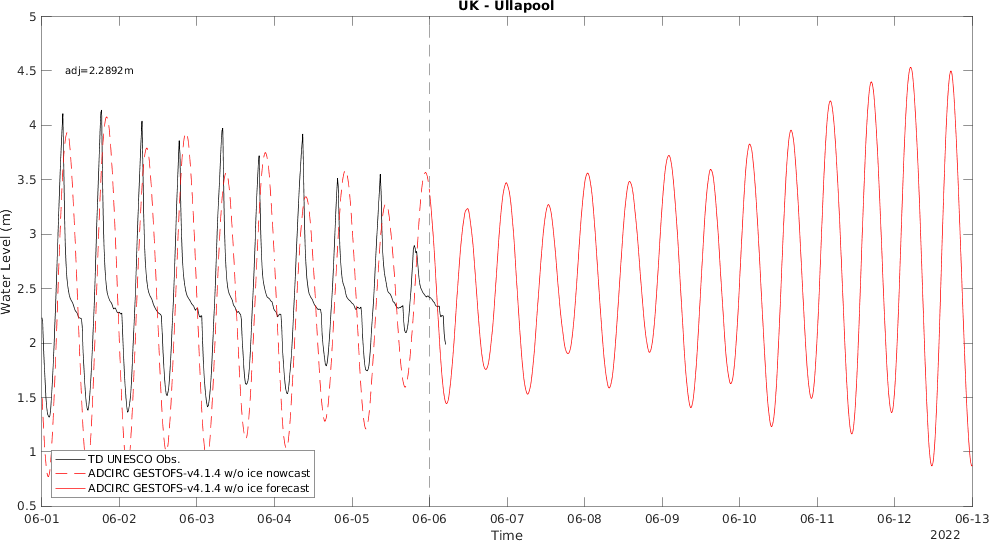 UK - Ullapool
adj=2.2892m
Water Level (m)
5
4.5
4
3.5
3
2.5
2
1.5
1
0.5
TD UNESCO Obs.
ADCIRC GESTOFS-v4.1.4 w/o ice nowcast
ADCIRC GESTOFS-v4.1.4 w/o ice forecast
06-01 06-02 06-03 06-04 06-05 06-06 06-07 06-08 06-09 06-10 06-11 06-12 06-13
Time
2022